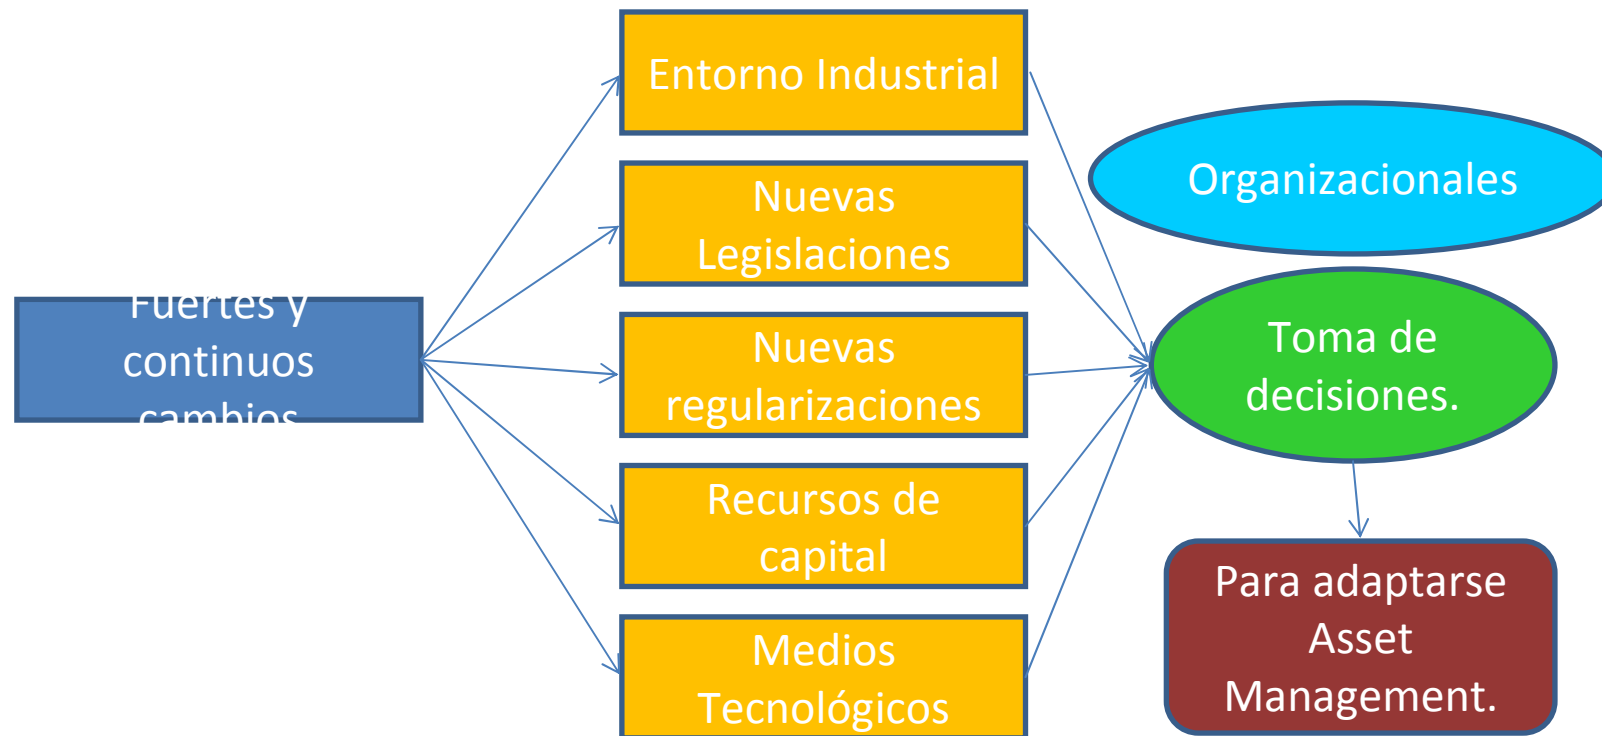 Fuertes y
continuos
cambios
Entorno Industrial
Nuevas
Legislaciones
Nuevas
regularizaciones
Recursos de
capital
Medios
Tecnológicos
Organizacionales
Toma de
decisiones.
Para adaptarse
Asset
Management.